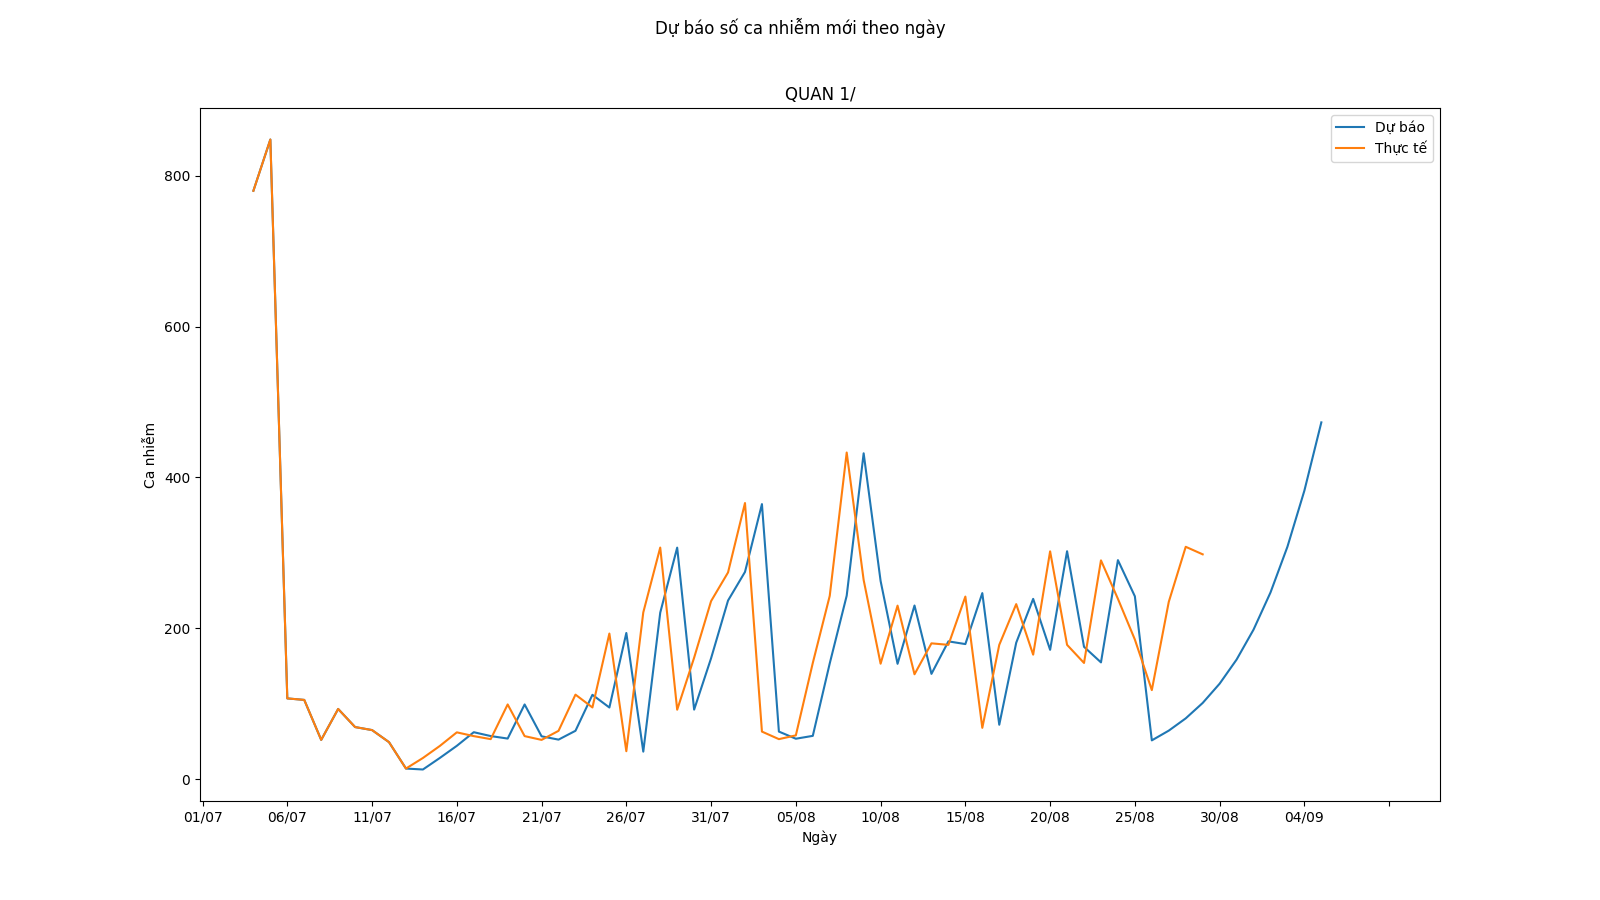 Dự báo số ca nhiễm mới theo ngày
QUAN 1/
Dự báo
Thực tế
800
600
400
200
0
Ca nhiễm
01/07 06/07 11/07 16/07 21/07 26/07 31/07 05/08 10/08 15/08 20/08 25/08 30/08 04/09
Ngày